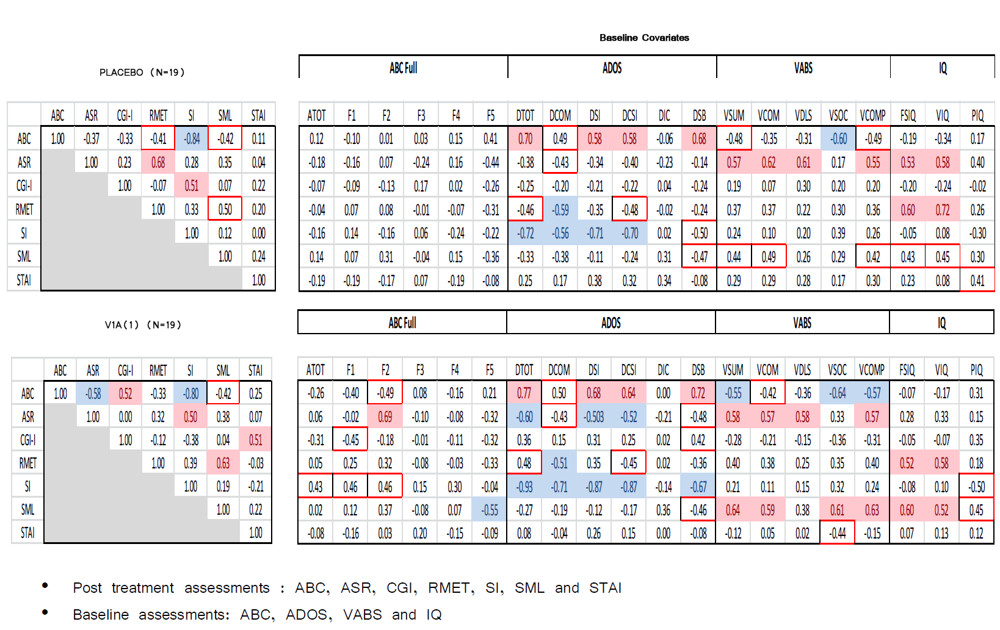 Baseline Covariates
PLACEBO (N=19)
ABC Full ADOS VABS IQ
ABC ASR CGI-I RMET SI SML STAI ATOT F1 F2 F3 F4 F5 DTOT DCOM DSI DCSI DIC DSB VSUM VCOM VDLS VSOC VCOMP FSIQ VIQ PIQ
ABC 1.00 -0.37 -0.33 -0.41 -0.84 -0.42 0.11 0.12 -0.10 0.01 0.03 0.15 0.41 0.70 0.49 0.58 0.58 -0.06 0.68 -0.48 -0.35 -0.31 -0.60 -0.49 -0.19 -0.34 0.17
ASR 1.00 0.23 0.68 0.28 0.35 0.04 -0.18 -0.16 0.07 -0.24 0.16 -0.44 -0.38 -0.43 -0.34 -0.40 -0.23 -0.14 0.57 0.62 0.61 0.17 0.55 0.53 0.58 0.40
CGI-I 1.00 -0.07 0.51 0.07 0.22 -0.07 -0.09 -0.13 0.17 0.02 -0.26 -0.25 -0.20 -0.21 -0.22 0.04 -0.24 0.19 0.07 0.30 0.20 0.20 -0.20 -0.24 -0.02
RMET 1.00 0.33 0.50 0.20 -0.04 0.07 0.08 -0.01 -0.07 -0.31 -0.46 -0.59 -0.35 -0.48 -0.02 -0.24 0.37 0.37 0.22 0.30 0.36 0.60 0.72 0.26
SI 1.00 0.12 0.00 -0.16 0.14 -0.16 0.06 -0.24 -0.22 -0.72 -0.56 -0.71 -0.70 0.02 -0.50 0.24 0.10 0.20 0.39 0.26 -0.05 0.08 -0.30
SML 1.00 0.24 0.14 0.07 0.31 -0.04 0.15 -0.36 -0.33 -0.38 -0.11 -0.24 0.31 -0.47 0.44 0.49 0.26 0.29 0.42 0.43 0.45 0.30
STAI 1.00 -0.19 -0.19 -0.17 0.07 -0.19 -0.08 0.25 0.17 0.38 0.32 0.34 -0.08 0.29 0.29 0.28 0.17 0.30 0.23 0.08 0.41
V1A(1) (N=19)
ABC Full ADOS VABS IQ
ABC ASR CGI-I RMET SI SML STAI ATOT F1 F2 F3 F4 F5 DTOT DCOM DSI DCSI DIC DSB VSUM VCOM VDLS VSOC VCOMP FSIQ VIQ PIQ
ABC 1.00 -0.58 0.52 -0.33 -0.80 -0.42 0.25 -0.26 -0.40 -0.49 0.08 -0.16 0.21 0.77 0.50 0.68 0.64 0.00 0.72 -0.55 -0.42 -0.36 -0.64 -0.57 -0.07 -0.17 0.31
ASR 1.00 0.00 0.32 0.50 0.38 0.07 0.06 -0.02 0.69 -0.10 -0.08 -0.32 -0.60 -0.43 -0.503 -0.52 -0.21 -0.48 0.58 0.57 0.58 0.33 0.57 0.28 0.33 0.15
CGI-I 1.00 -0.12 -0.38 0.04 0.51 -0.31 -0.45 -0.18 -0.01 -0.11 -0.32 0.36 0.15 0.31 0.25 0.02 0.42 -0.28 -0.21 -0.15 -0.36 -0.31 -0.05 -0.07 0.35
RMET 1.00 0.39 0.63 -0.03 0.05 0.25 0.32 -0.08 -0.03 -0.33 0.48 -0.51 0.35 -0.45 0.02 -0.36 0.40 0.38 0.25 0.35 0.40 0.52 0.58 0.18
SI 1.00 0.19 -0.21 0.43 0.46 0.46 0.15 0.30 -0.04 -0.93 -0.71 -0.87 -0.87 -0.14 -0.67 0.21 0.11 0.15 0.32 0.24 -0.08 0.10 -0.50
SML 1.00 0.22 0.02 0.12 0.37 -0.08 0.07 -0.55 -0.27 -0.19 -0.12 -0.17 0.36 -0.46 0.64 0.59 0.38 0.61 0.63 0.60 0.52 0.45
STAI 1.00 -0.08 -0.16 0.03 0.20 -0.15 -0.09 0.08 -0.04 0.26 0.15 0.00 -0.08 -0.12 0.05 0.02 -0.44 -0.15 0.07 0.13 0.12
• Post treatment assessments : ABC, ASR, CGI, RMET, SI, SML and STAI
• Baseline assessments: ABC, ADOS, VABS and IQ